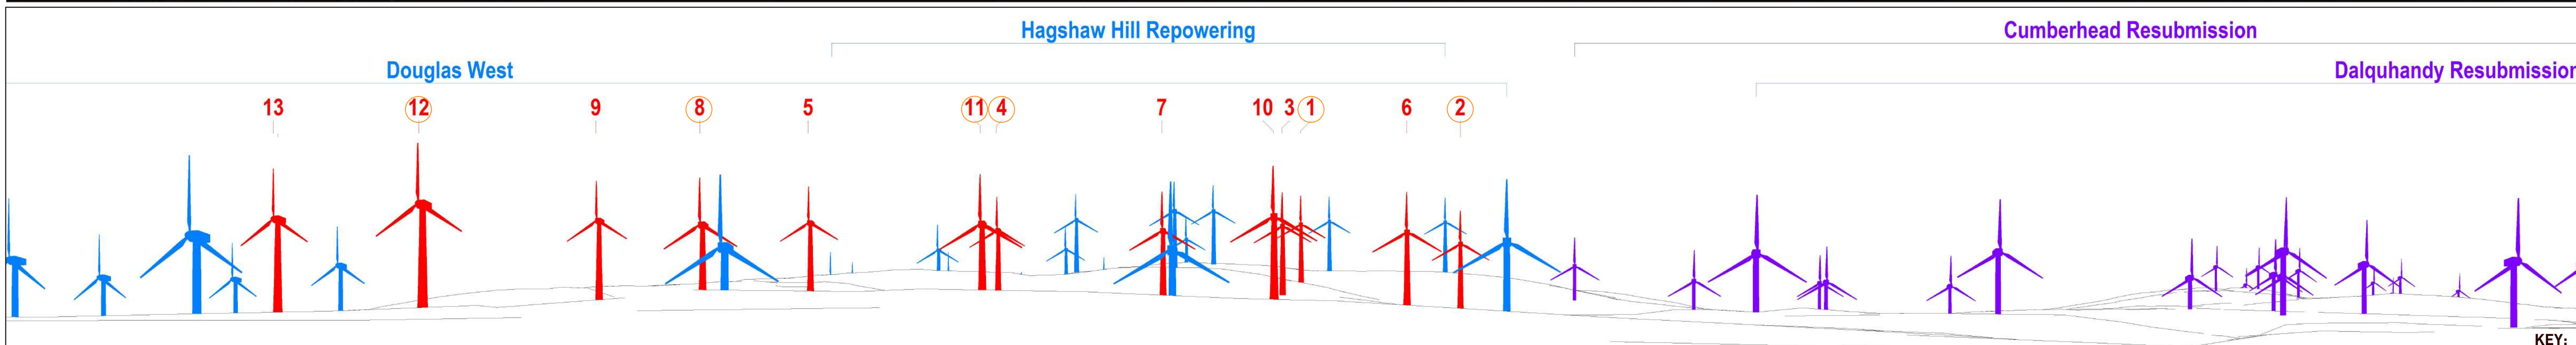 Hagshaw Hill Repowering Cumberhead Resubmission
Douglas West Dalquhandy Resubmission
13 12 9 8 5 11 4 7 10 3 1 6 2
KEY: